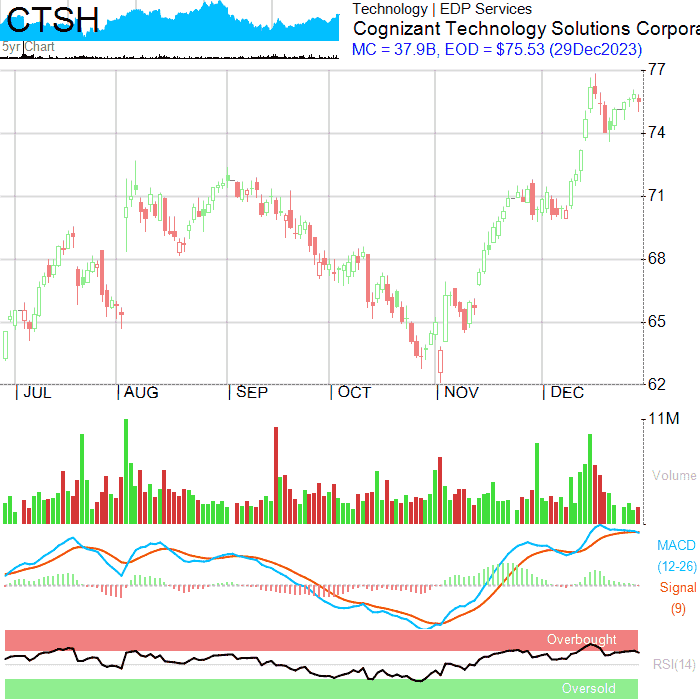 CTSH
5yr Chart
Technology | EDP Services
Cognizant Technology Solutions Corpora
MC = 37.9B, EOD = $75.53 (29Dec2023)
77
74
71
68
65
62
| JUL | AUG | SEP | OCT | NOV | DEC
11M
Volume
MACD
(12-26)
Signal
(9)
Overbought
RSI(14)
Oversold